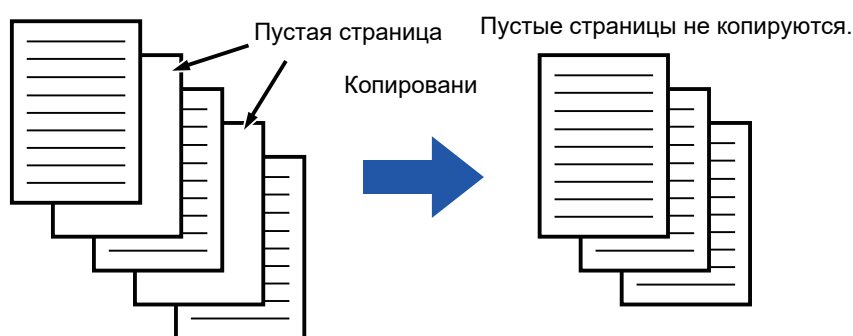 Пустая страница
Пустые страницы не копируются.
Копировани